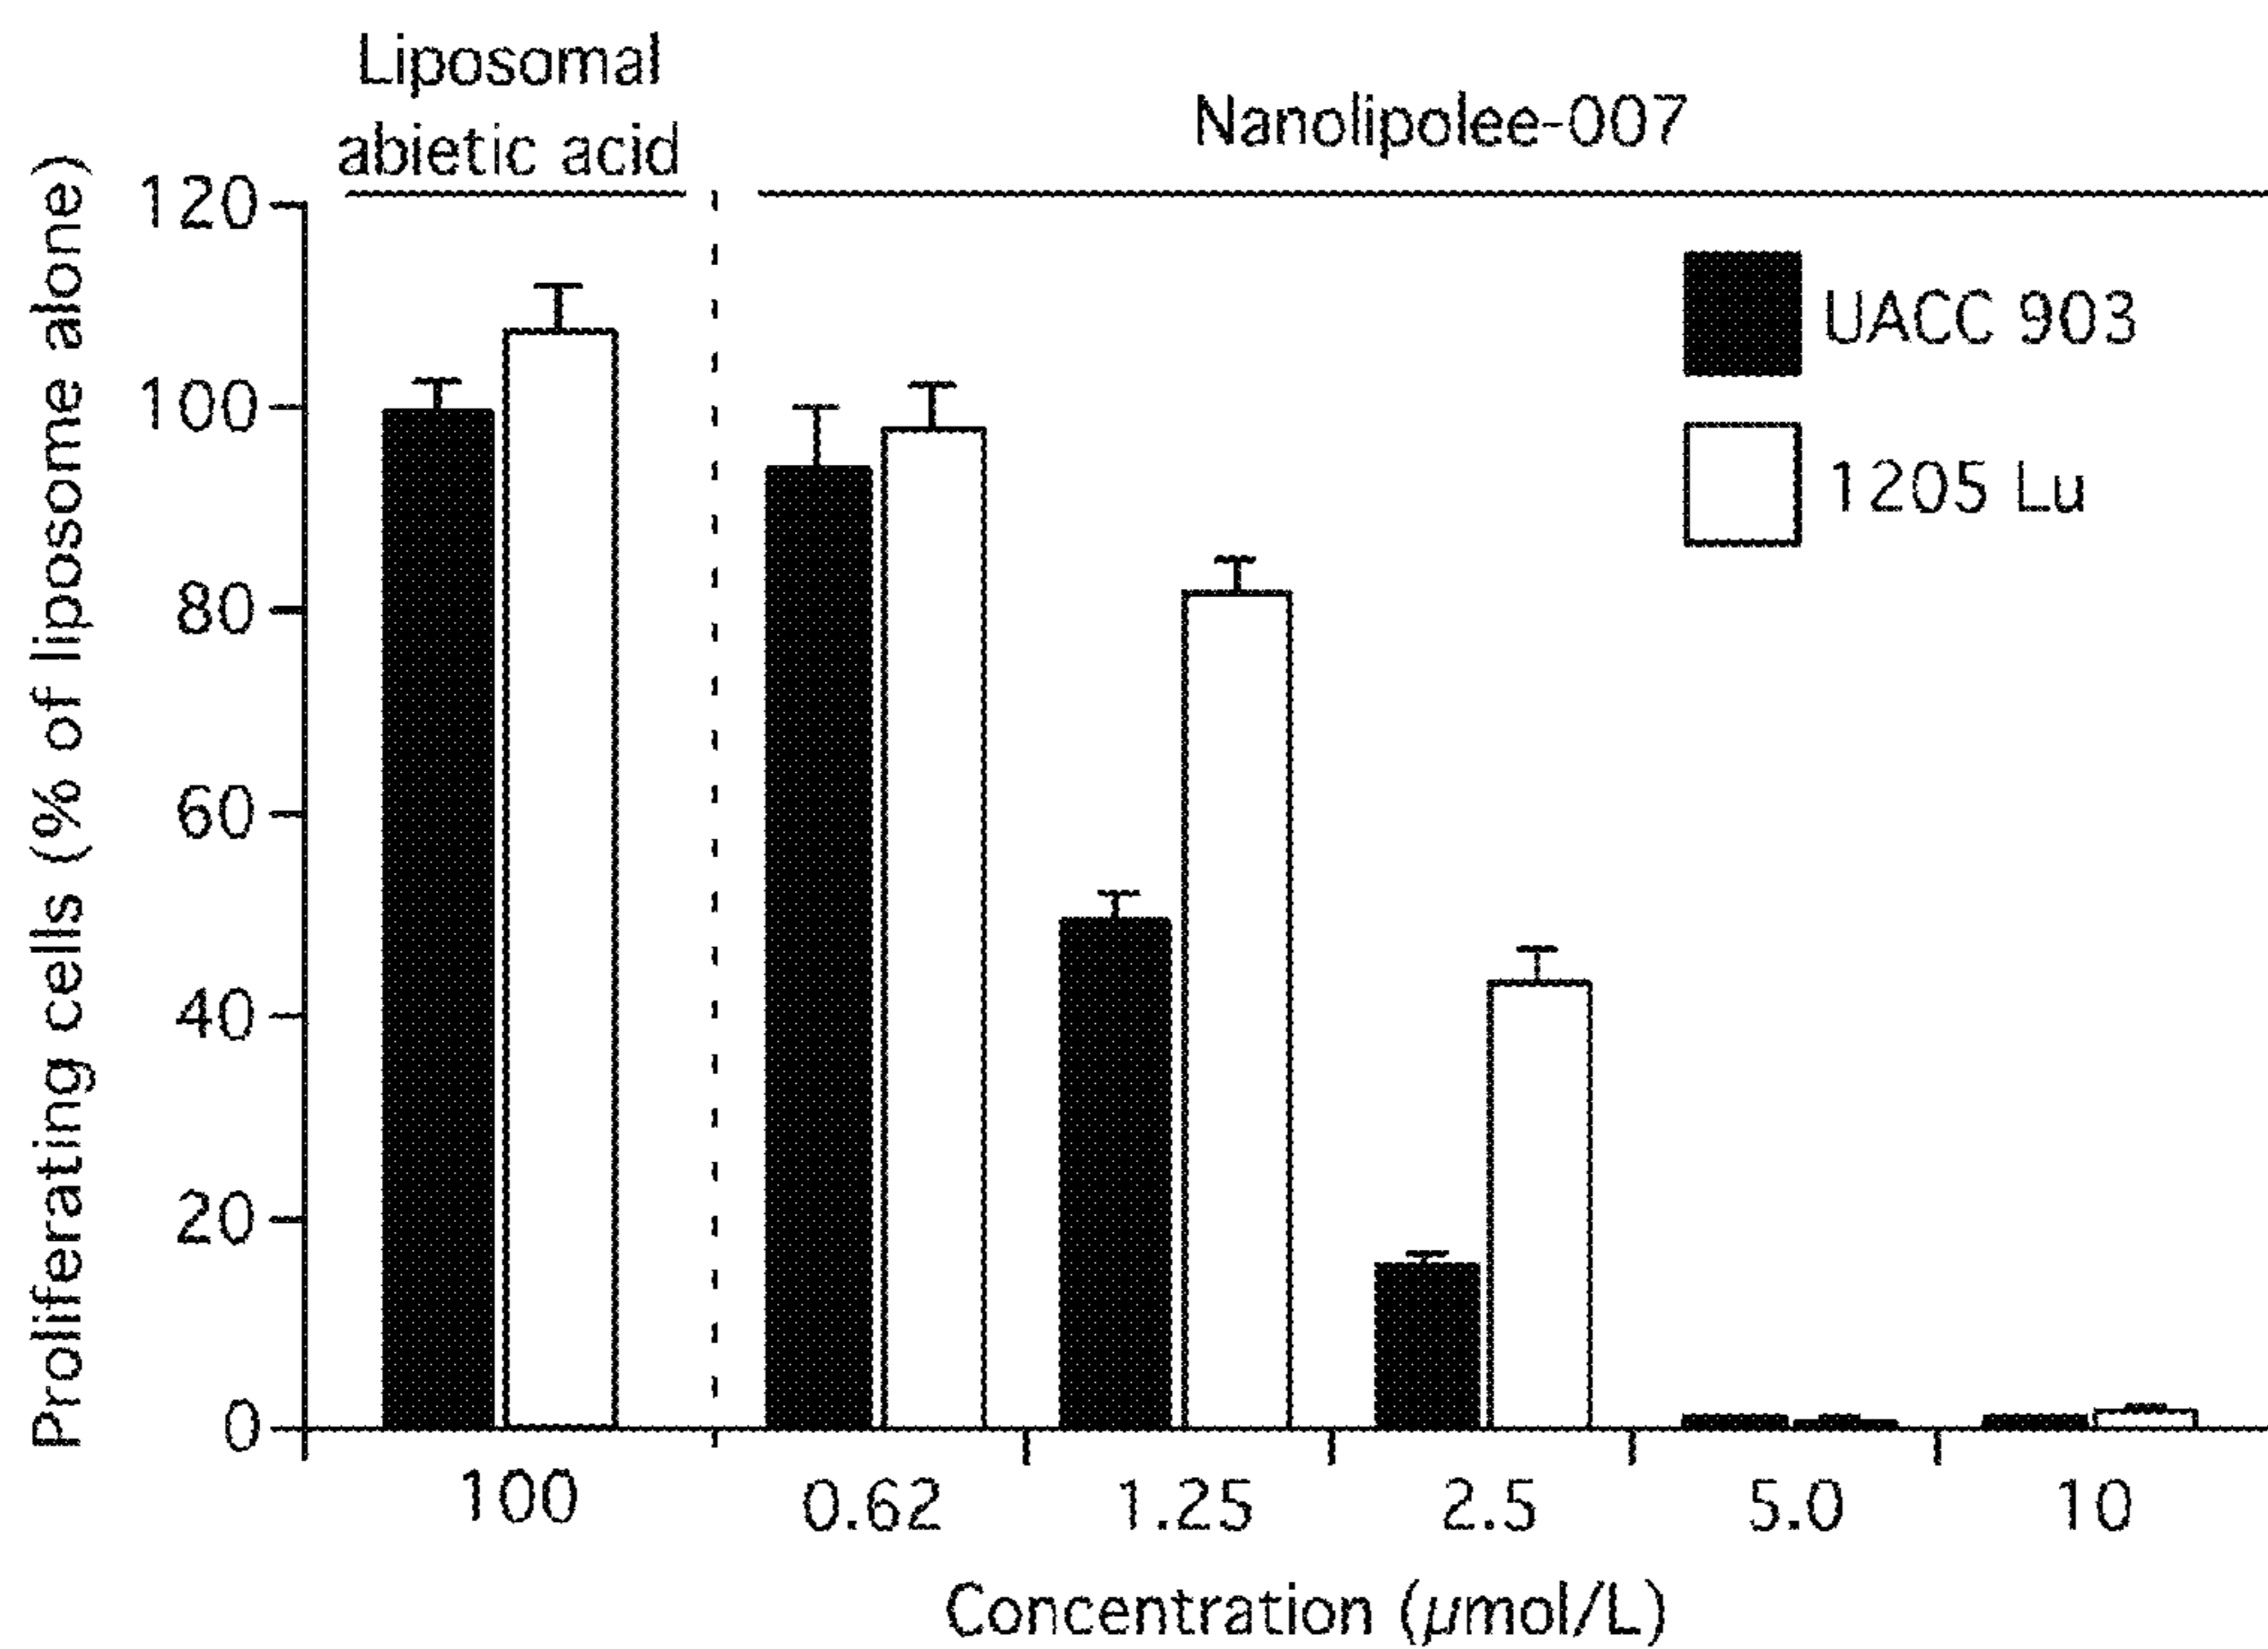 Liposomal
abietic acid
Nanolipolee-007
Proliferating cells (% of liposome alone)
120
100
80
60
40
20
0
UACC 903
1205 Lu
100
0.62
1.25
2.5
5.0
10
Concentration (μmol/L)